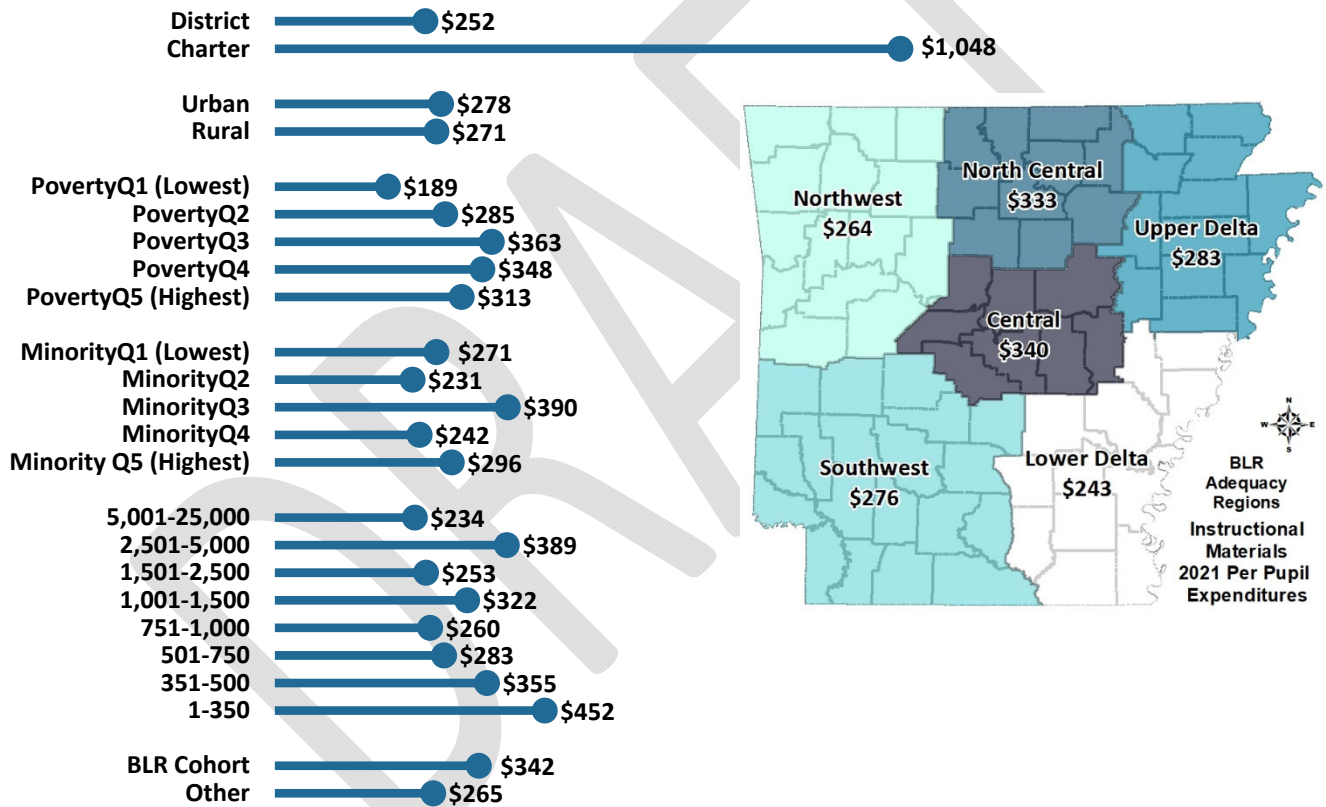 District $252
Charter $1,048
Urban $278
Rural $271
PovertyQ1 (Lowest) $189
PovertyQ2 $285
PovertyQ3 $363
PovertyQ4 $348
PovertyQ5 (Highest) $313
MinorityQ1 (Lowest) $271
MinorityQ2 $231
MinorityQ3 $390
MinorityQ4 $242
Minority Q5 (Highest) $296
5,001-25,000 $234
2,501-5,000 $389
1,501-2,500 $253
1,001-1,500 $322
751-1,000 $260
501-750 $283
351-500 $355
1-350 $452
BLR Cohort $342
Other $265
Northwest
$264
North Central
$333
Upper Delta
$283
Central
$340
Southwest
$276
Lower Delta
$243
N
W E
S
BLR
Adequacy
Regions
Instructional
Materials
2021 Per Pupil
Expenditures
DRAFT